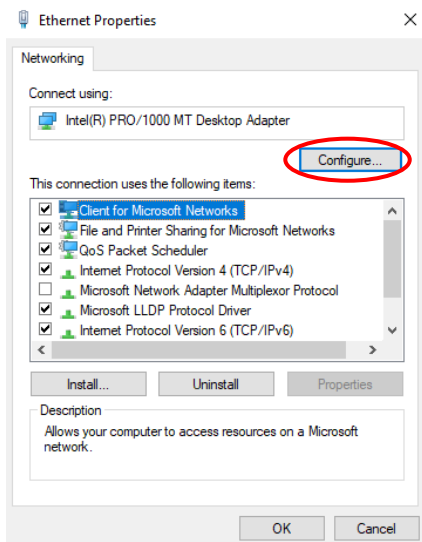 Ethernet Properties
Networking
Connect using:
Intel(R) PRO/1000 MT Desktop Adapter
Configure...
This connection uses the following items:
Client for Microsoft Networks
File and Printer Sharing for Microsoft Networks
QoS Packet Scheduler
Internet Protocol Version 4 (TCP/IPv4)
Microsoft Network Adapter Multiplexor Protocol
Microsoft LLDP Protocol Driver
Internet Protocol Version 6 (TCP/IPv6)
Install... Uninstall Properties
Description
Allows your computer to access resources on a Microsoft
network.
OK Cancel